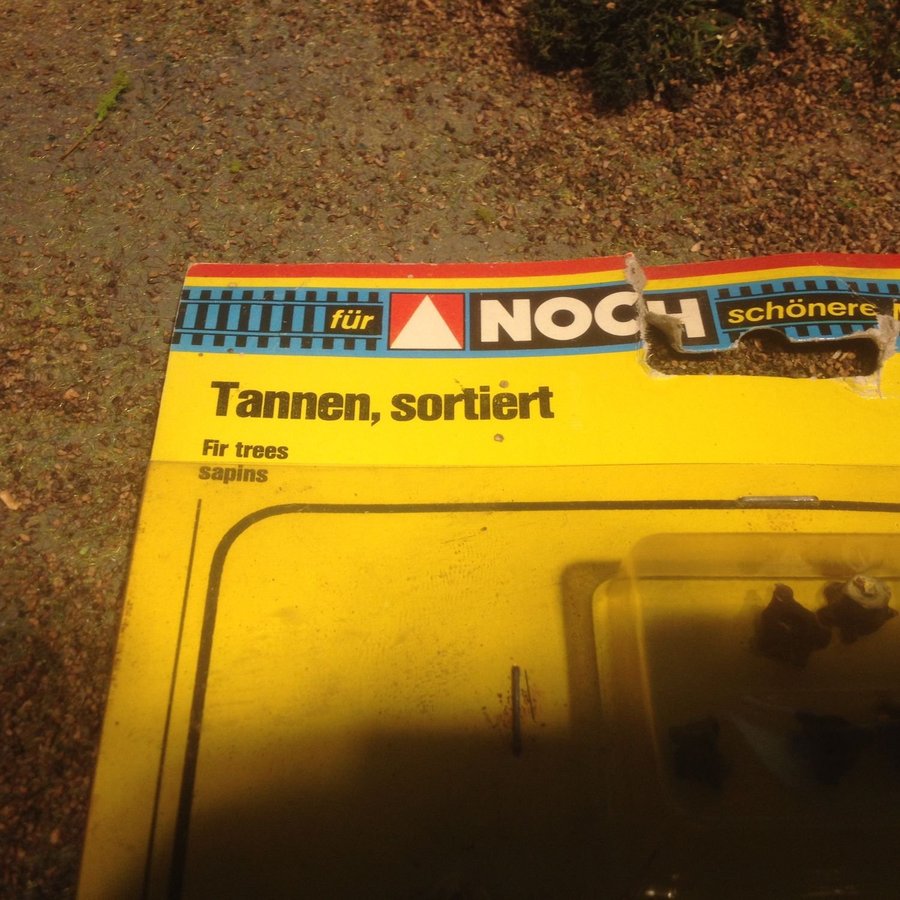 für NOCH schönere
Tannen, sortiert
Fir trees
sapins